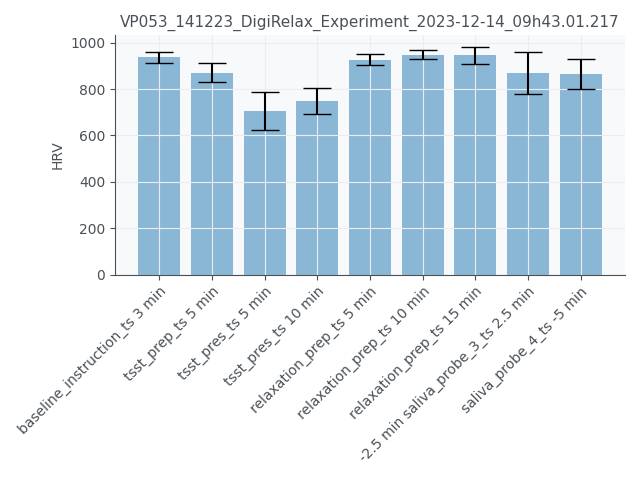 VP053_141223_DigiRelax_Experiment_2023-12-14_09h43.01.217
1000
800
600
400
200
0
HRV
baseline_instruction_ts 3 min
tsst_prep_ts 5 min
tsst_pres_ts 5 min
tsst_pres_ts 10 min
relaxation_prep_ts 5 min
relaxation_prep_ts 10 min
relaxation_prep_ts 15 min
-2.5 min saliva_probe_3_ts 2.5 min
saliva_probe_4_ts -5 min